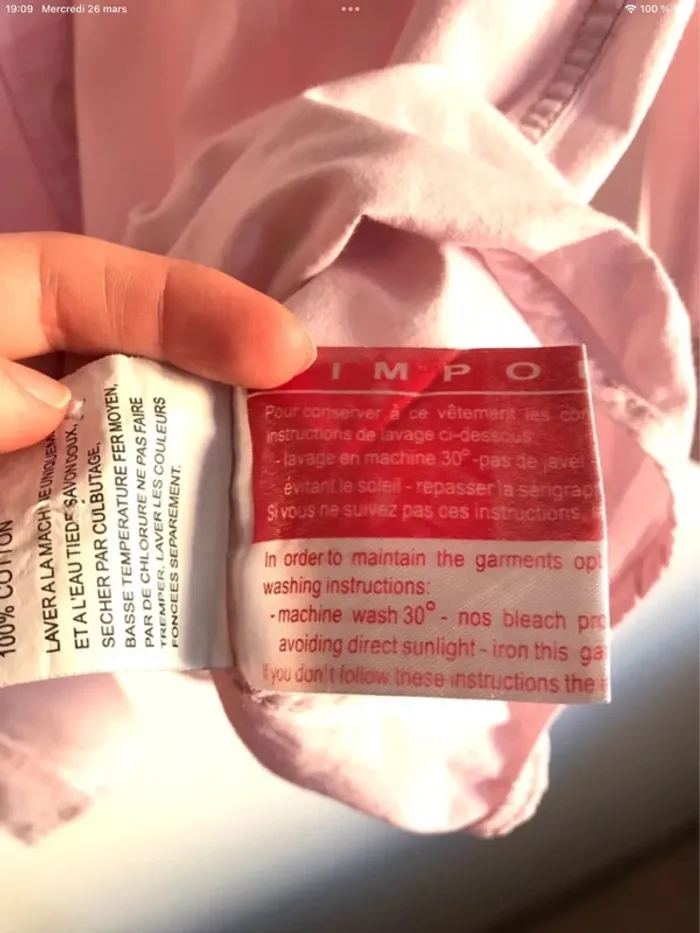 19:09 Mercredi 26 mars
100 %
100% COTTON
LAVER A LA MACHINE UNIQUEM
ET A L'EAU TIEDE SAVON DOUX,
SECHER PAR CULBUTAGE,
BASSE TEMPERATURE FER MOYEN,
PAR DE CHLORURE NE PAS FAIRE
TREMPER. LAVER LES COULEURS
FONCEES SEPAREMENT.
IMPO
Pour conserver à ce vêtement les con
instructions de lavage ci-dessous
- lavage en machine 30° -pas de javel
évitant le soleil - repasser la sérigrap
Si vous ne suivez pas ces instructions,
In order to maintain the garments opt
washing instructions:
- machine wash 30° - nos bleach pro
avoiding direct sunlight - iron this ga
If you don't follow these instructions the